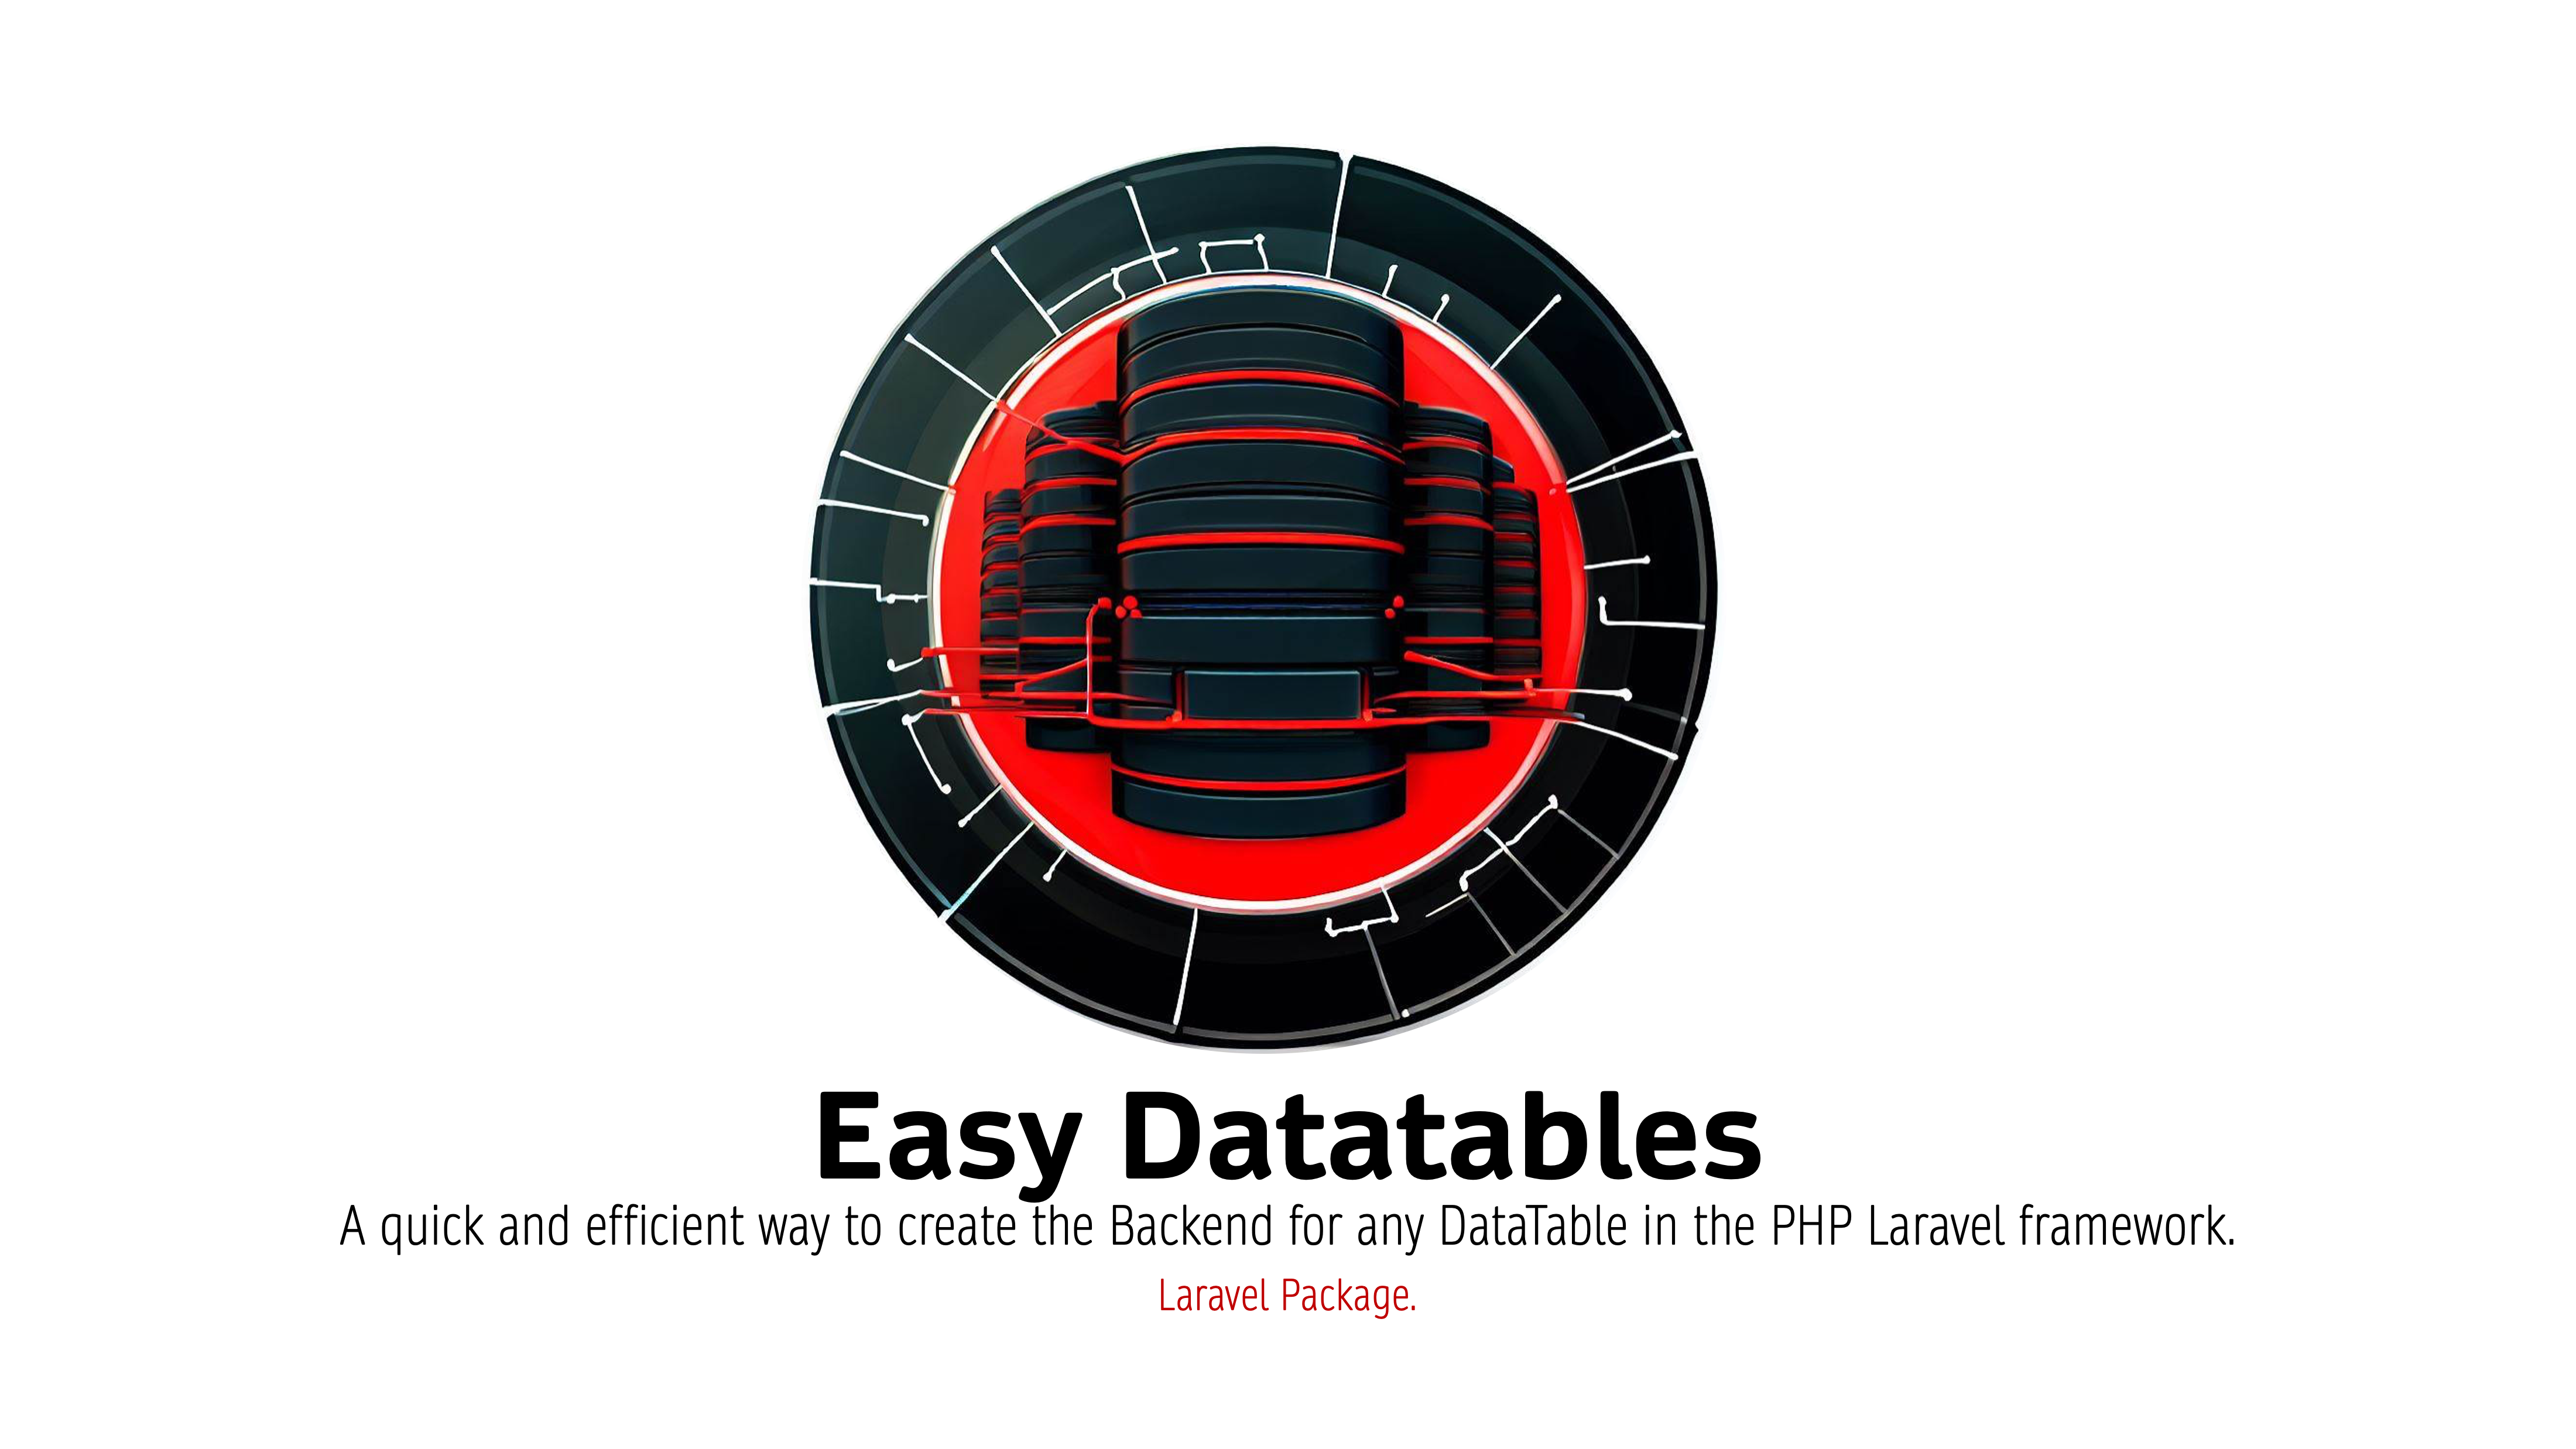 Easy Datatables
A quick and efficient way to create the Backend for any DataTable in the PHP Laravel framework.
Laravel Package.